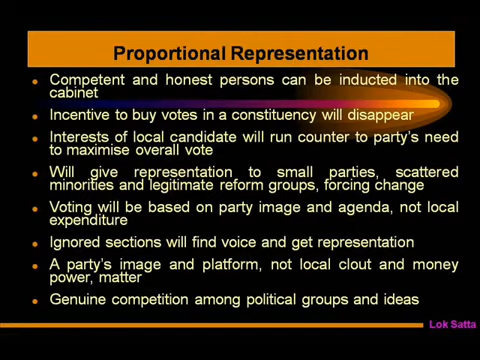 Proportional Representation
Competent and honest persons can be inducted into the
cabinet
Incentive to buy votes in a constituency will disappear
Interests of local candidate will run counter to party's need
to maximise overall vote
Will give representation to small parties, scattered
minorities and legitimate reform groups, forcing change
Voting will be based on party image and agenda, not local
expenditure
Ignored sections will find voice and get representation
A party's image and platform, not local clout and money
power, matter
Genuine competition among political groups and ideas
Lok Satta